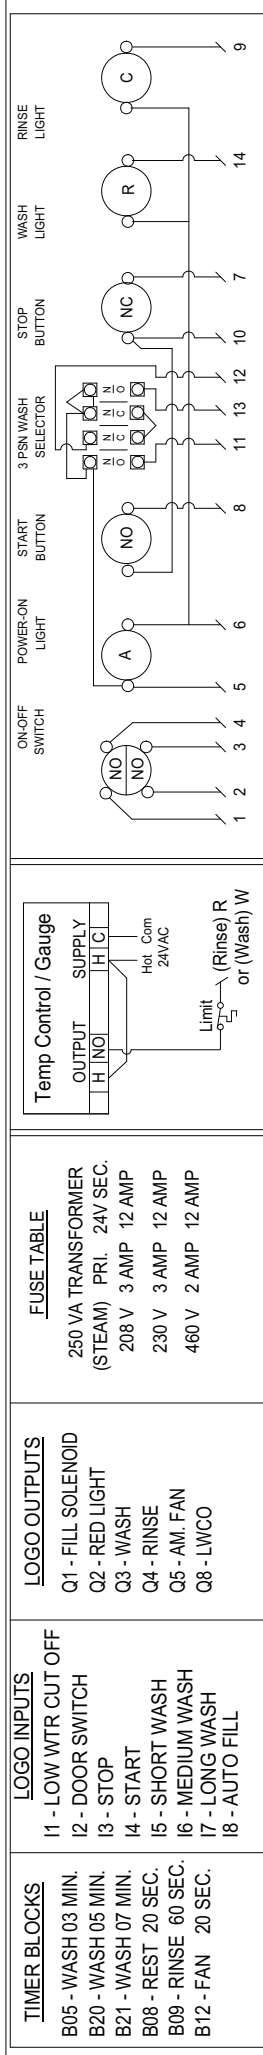 TIMER BLOCKS
B05 - WASH 03 MIN.
B20 - WASH 05 MIN.
B21 - WASH 07 MIN.
B08 - REST 20 SEC.
B09 - RINSE 60 SEC.
B12 - FAN 20 SEC.
LOGO INPUTS
I1 - LOW WTR CUT OFF
I2 - DOOR SWITCH
I3 - STOP
I4 - START
I5 - SHORT WASH
I6 - MEDIUM WASH
I7 - LONG WASH
I8 - AUTO FILL
LOGO OUTPUTS
Q1 - FILL SOLENOID
Q2 - RED LIGHT
Q3 - WASH
Q4 - RINSE
Q5 - AM. FAN
Q8 - LWCO
FUSE TABLE
250 VA TRANSFORMER
(STEAM) PRI. 24V SEC.
208 V 3 AMP 12 AMP
230 V 3 AMP 12 AMP
460 V 2 AMP 12 AMP
Temp Control / Gauge
OUTPUT SUPPLY
H NO H C
Hot Com
24VAC
Limit
(Rinse) R
or (Wash) W
ON-OFF
SWITCH
POWER-ON
LIGHT
START
BUTTON
3 PSN WASH
SELECTOR
STOP
BUTTON
WASH
LIGHT
RINSE
LIGHT
NO
NO
A
NO
N O
N C
N C
N O
NC
R
C
1 2 3 4 5 6 8 11 13 12 10 7 14 9